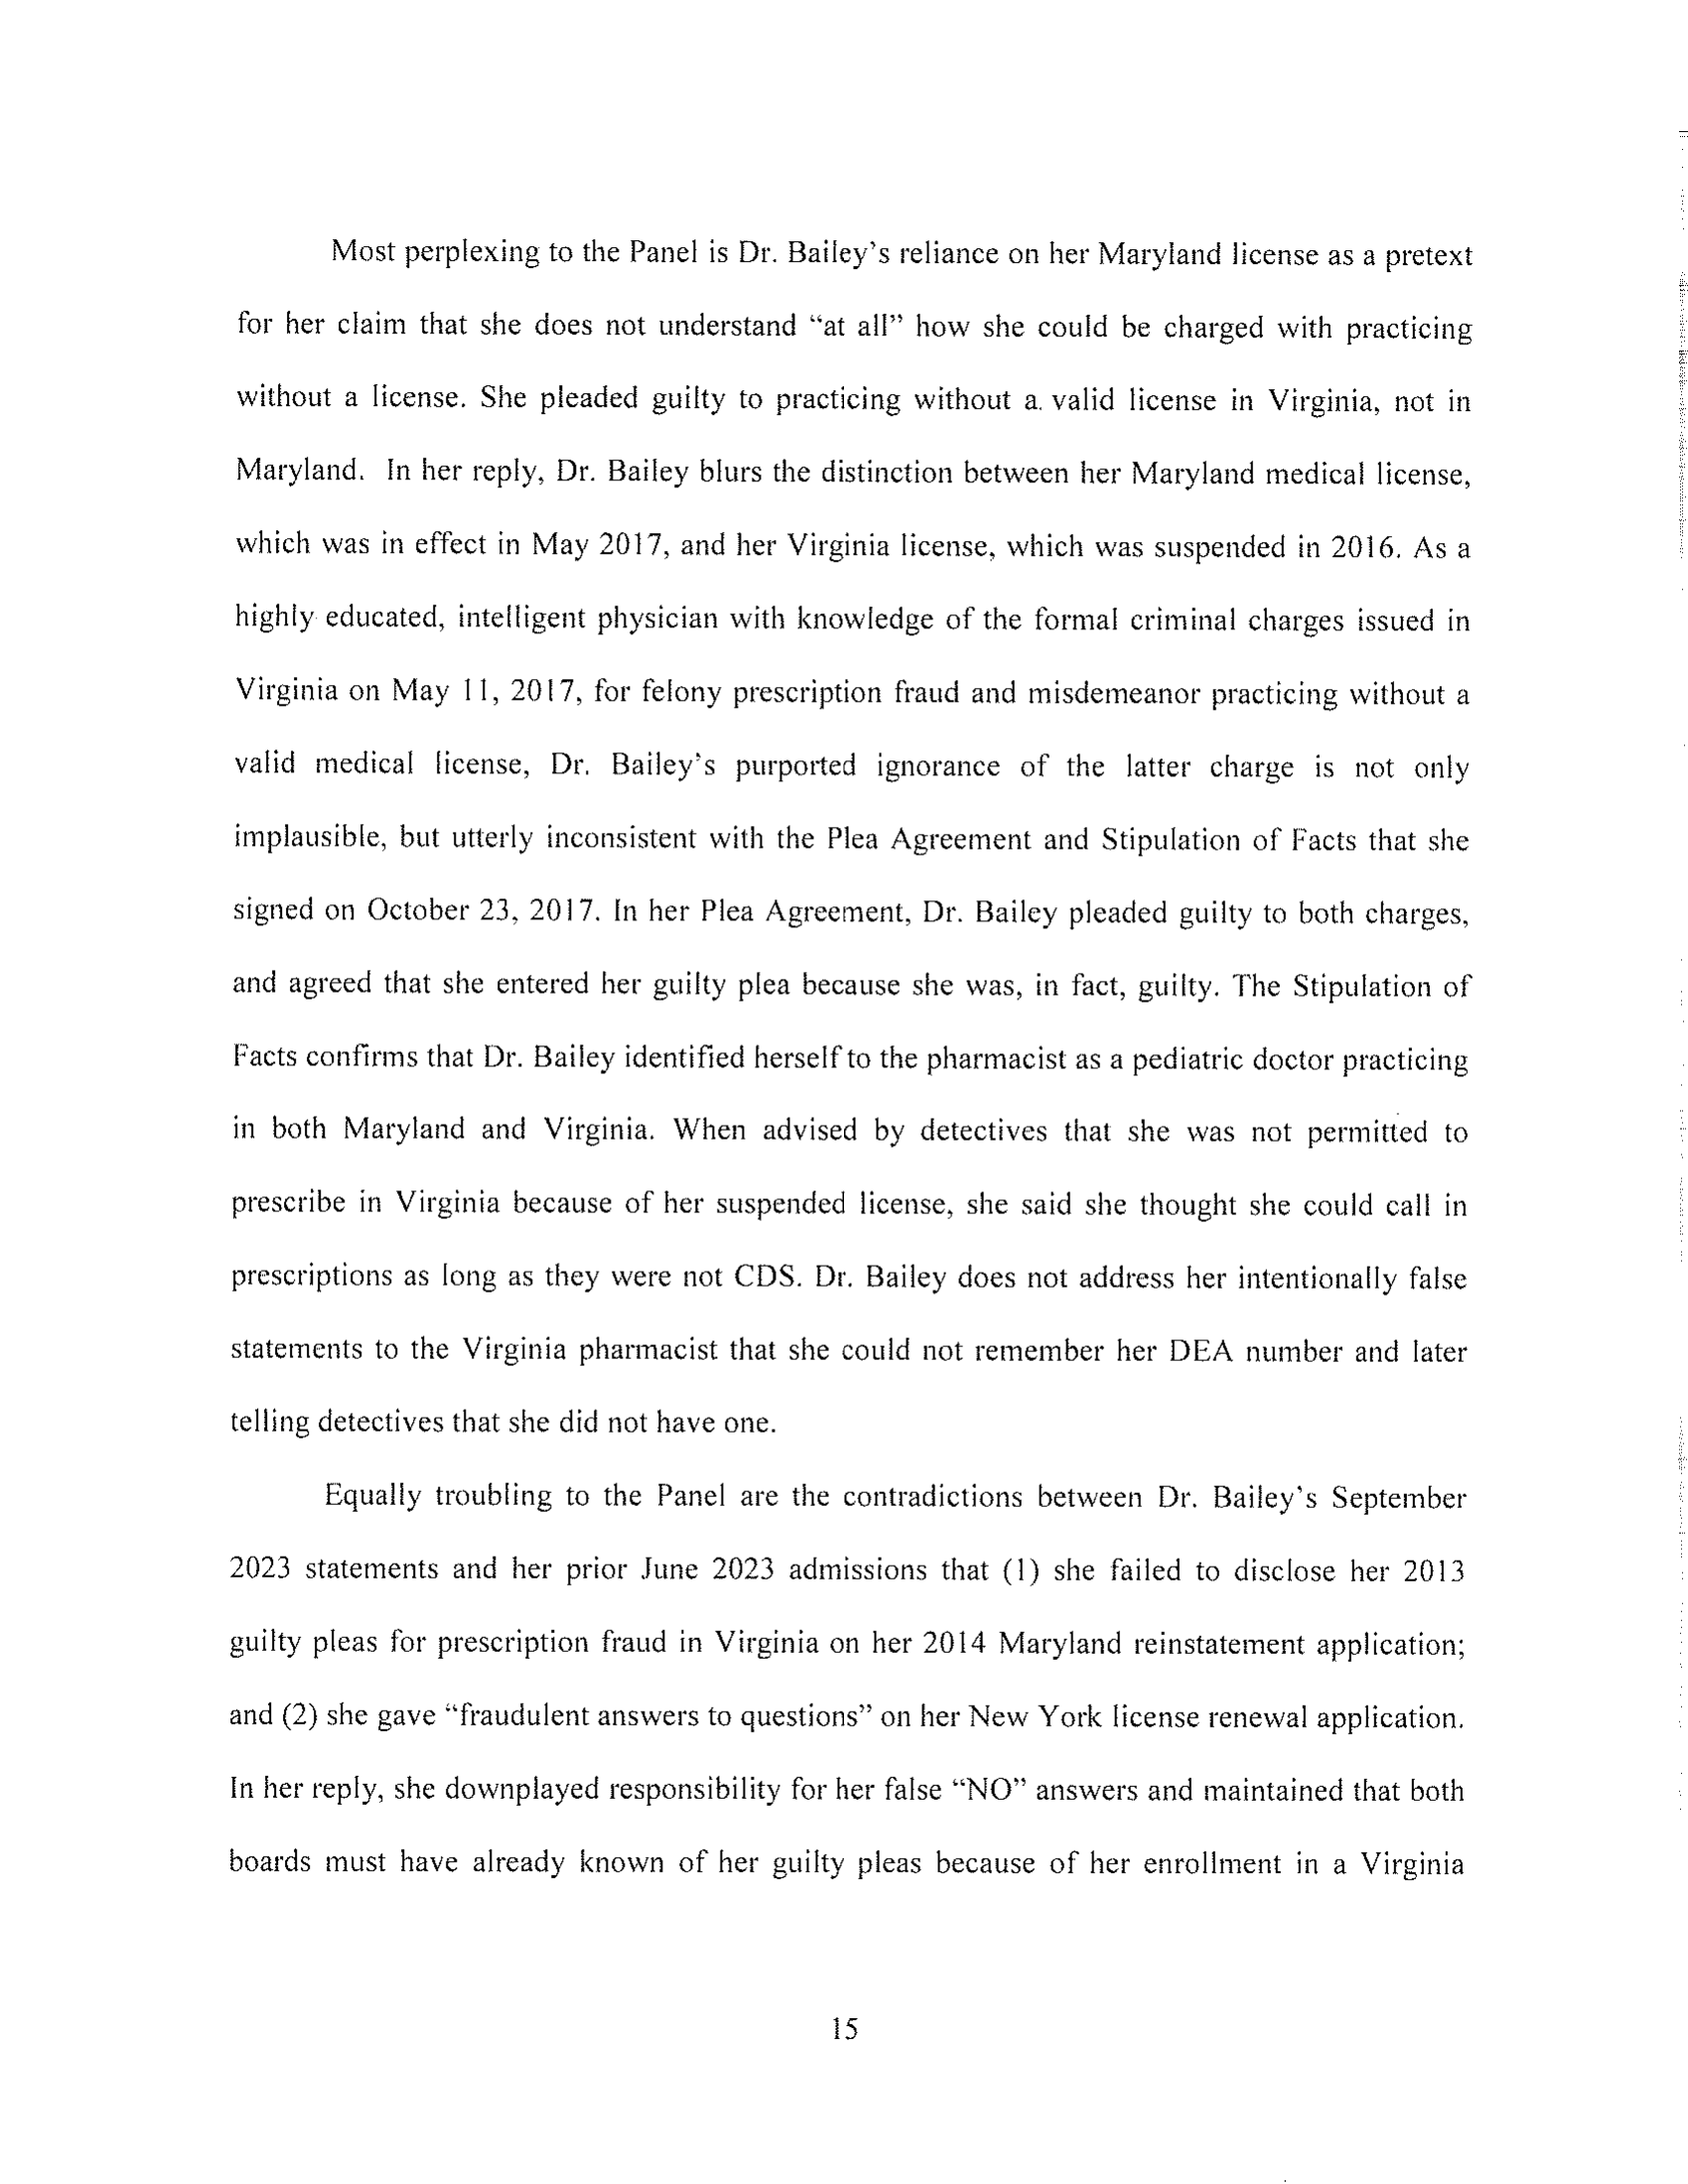 Most perplexing to the Panel is Dr. Bailey's reliance on her Maryland license as a pretext
for her claim that she does not understand “at all” how she could be charged with practicing
without a license. She pleaded guilty to practicing without a valid license in Virginia, not in
Maryland. In her reply, Dr. Bailey blurs the distinction between her Maryland medical license,
which was in effect in May 2017, and her Virginia license, which was suspended in 2016. As a
highly educated, intelligent physician with knowledge of the formal criminal charges issued in
Virginia on May 11, 2017, for felony prescription fraud and misdemeanor practicing without a
valid medical license, Dr. Bailey's purported ignorance of the latter charge is not only
implausible, but utterly inconsistent with the Plea Agreement and Stipulation of Facts that she
signed on October 23, 2017. In her Plea Agreement, Dr. Bailey pleaded guilty to both charges,
and agreed that she entered her guilty plea because she was, in fact, guilty. The Stipulation of
Facts confirms that Dr. Bailey identified herself to the pharmacist as a pediatric doctor practicing
in both Maryland and Virginia. When advised by detectives that she was not permitted to
prescribe in Virginia because of her suspended license, she said she thought she could call in
prescriptions as long as they were not CDS. Dr. Bailey does not address her intentionally false
statements to the Virginia pharmacist that she could not remember her DEA number and later
telling detectives that she did not have one.
Equally troubling to the Panel are the contradictions between Dr. Bailey's September
2023 statements and her prior June 2023 admissions that (1) she failed to disclose her 2013
guilty pleas for prescription fraud in Virginia on her 2014 Maryland reinstatement application;
and (2) she gave “fraudulent answers to questions” on her New York license renewal application.
In her reply, she downplayed responsibility for her false “NO” answers and maintained that both
boards must have already known of her guilty pleas because of her enrollment in a Virginia
15